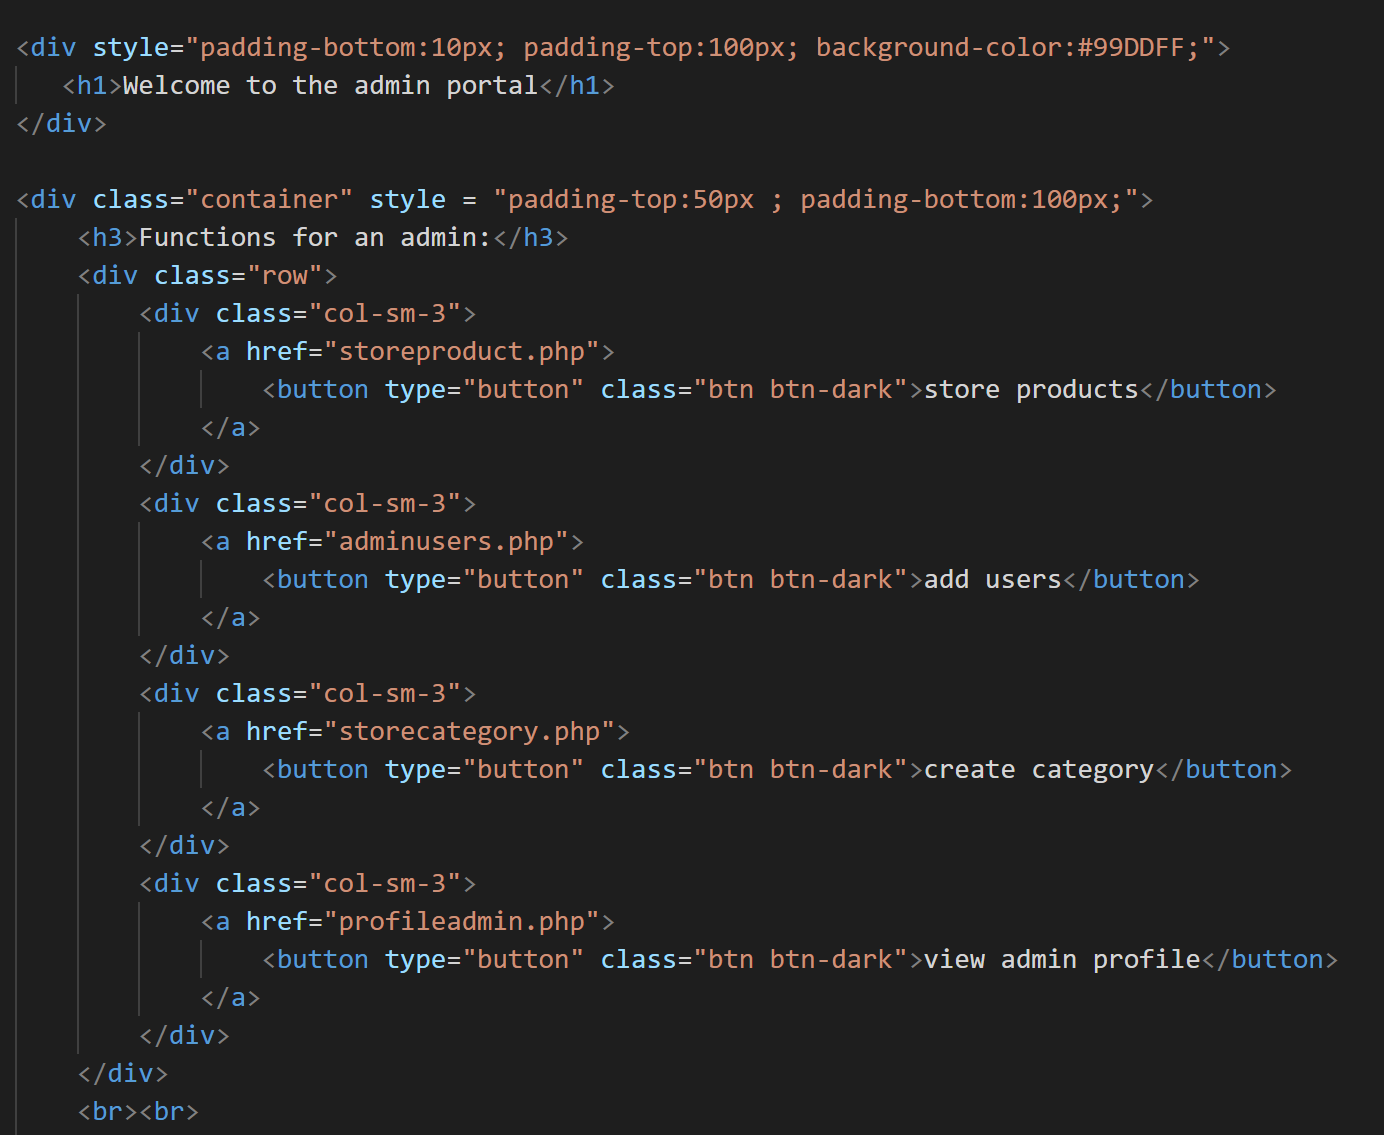 <div style="padding-bottom:10px; padding-top:100px; background-color:#99DDFF;">
<h1>Welcome to the admin portal</h1>
</div>
<div class="container" style = "padding-top:50px ; padding-bottom:100px;">
<h3>Functions for an admin:</h3>
<div class="row">
<div class="col-sm-3">
<a href="storeproduct.php">
<button type="button" class="btn btn-dark">store products</button>
</a>
</div>
<div class="col-sm-3">
<a href="adminusers.php">
<button type="button" class="btn btn-dark">add users</button>
</a>
</div>
<div class="col-sm-3">
<a href="storecategory.php">
<button type="button" class="btn btn-dark">create category</button>
</a>
</div>
<div class="col-sm-3">
<a href="profileadmin.php">
<button type="button" class="btn btn-dark">view admin profile</button>
</a>
</div>
</div>
<br><br>